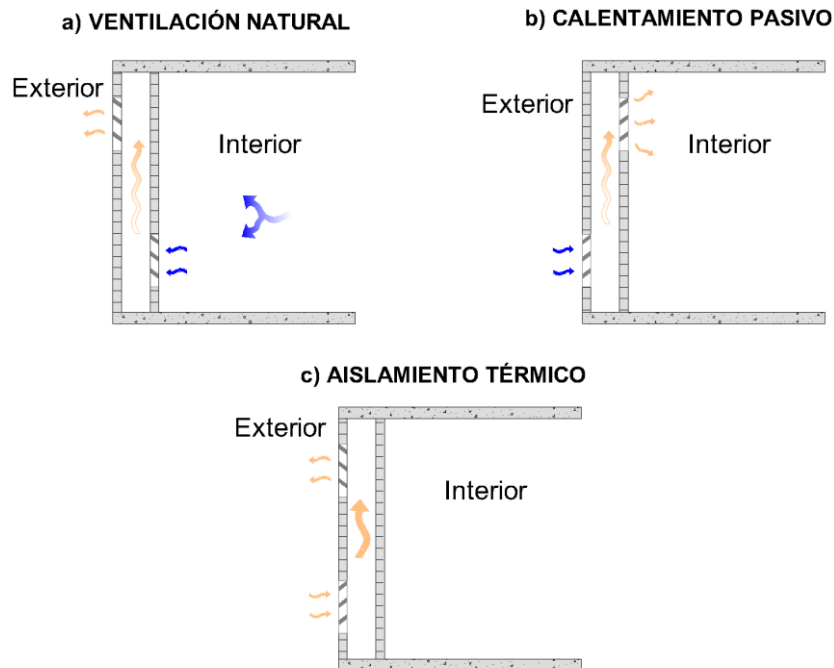 a) VENTILACIÓN NATURAL
Exterior
Interior
b) CALENTAMIENTO PASIVO
Exterior
Interior
c) AISLAMIENTO TÉRMICO
Exterior
Interior